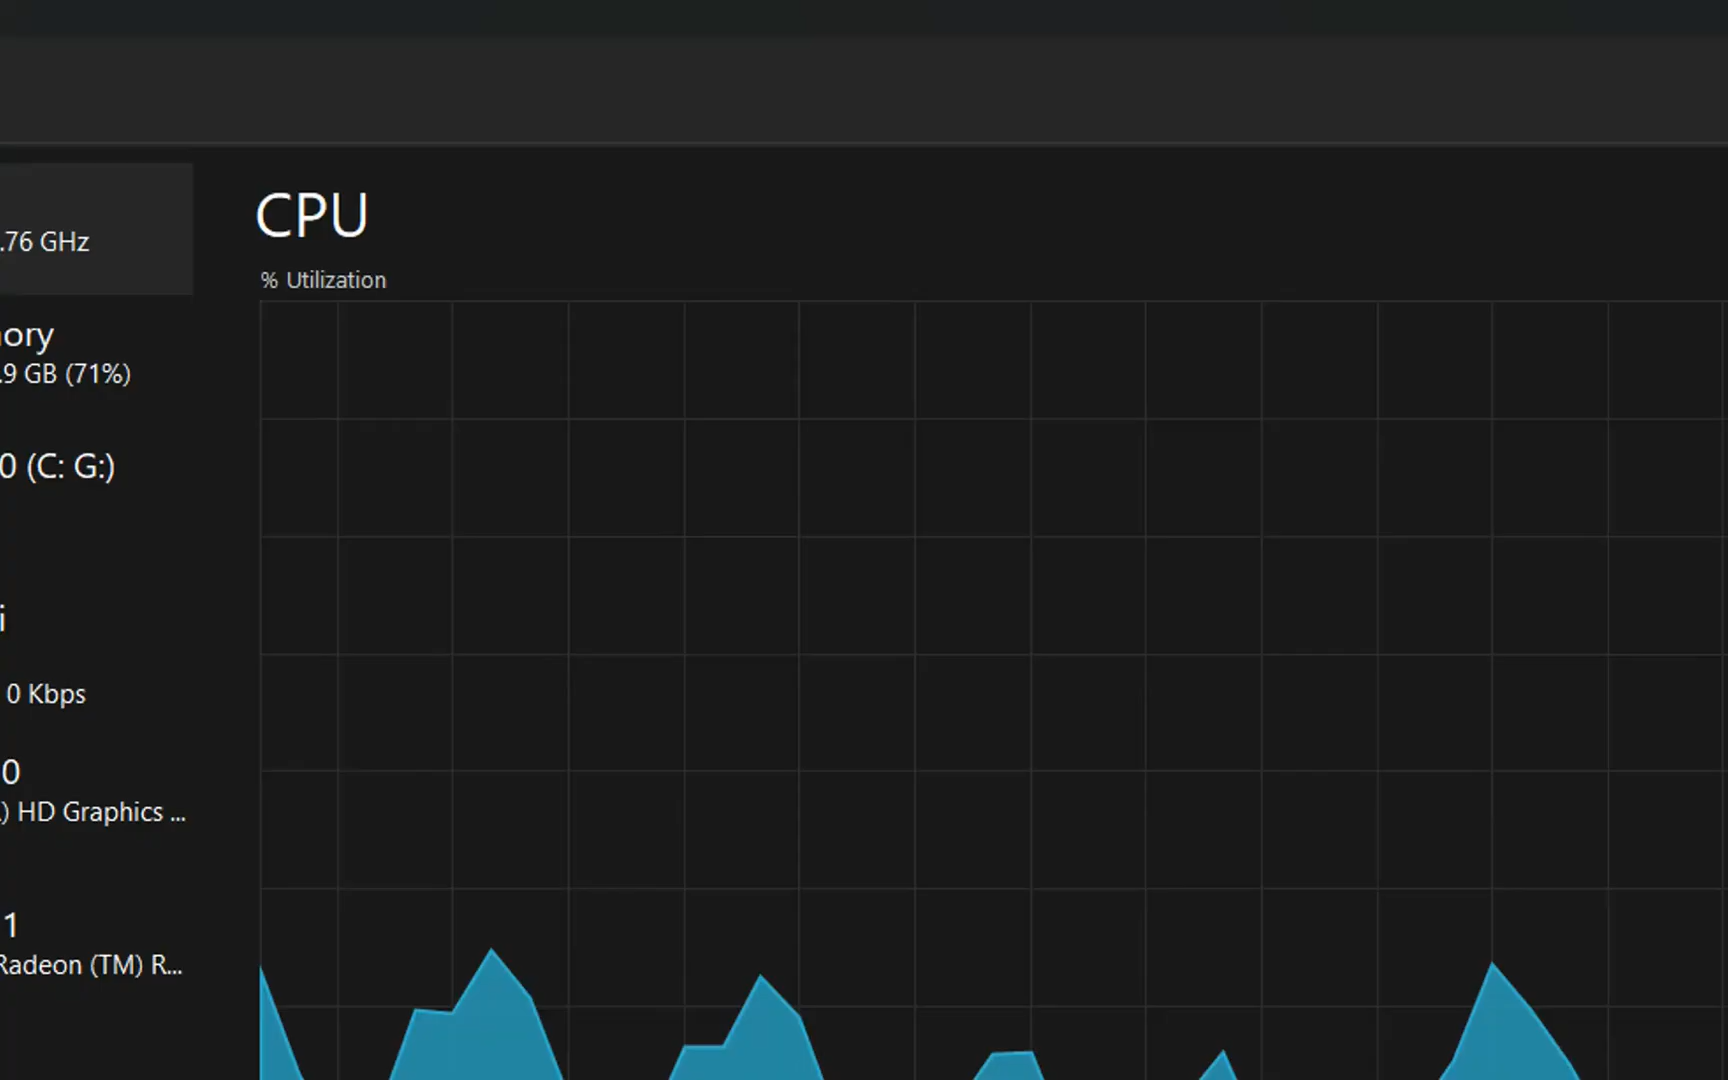 .76 GHz
ory
.9 GB (71%)
0 (C: G:)
i
0 Kbps
0
) HD Graphics ...
1
Radeon (TM) R...
CPU
% Utilization